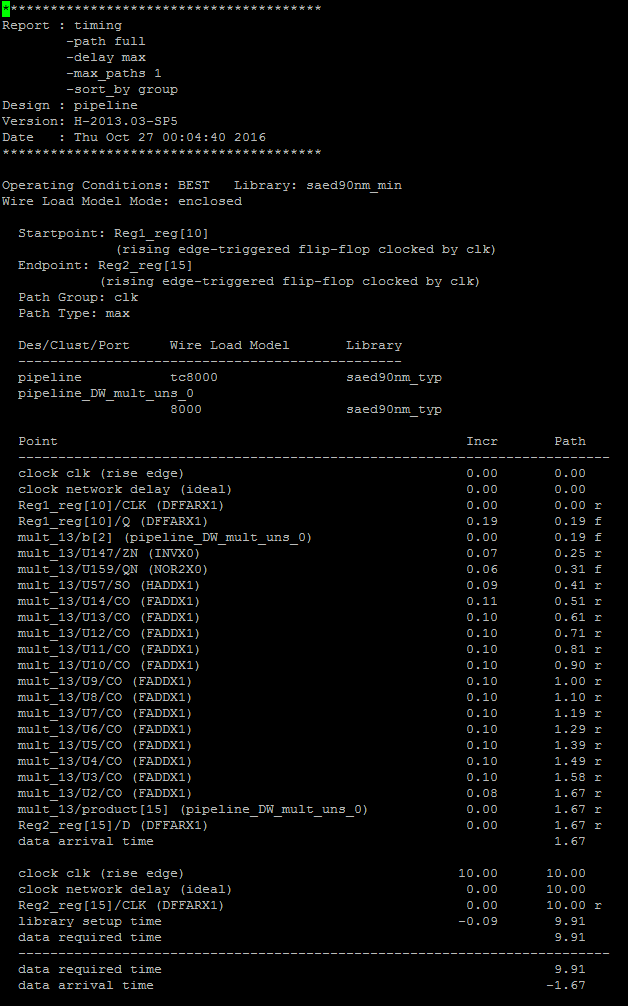 ****************************************
Report : timing
        -path full
        -delay max
        -max_paths 1
        -sort_by group
Design : pipeline
Version: H-2013.03-SP5
Date   : Thu Oct 27 00:04:40 2016
****************************************

Operating Conditions: BEST   Library: saed90nm_min
Wire Load Model Mode: enclosed

  Startpoint: Reg1_reg[10]
              (rising edge-triggered flip-flop clocked by clk)
  Endpoint: Reg2_reg[15]
            (rising edge-triggered flip-flop clocked by clk)
  Path Group: clk
  Path Type: max

  Des/Clust/Port     Wire Load Model       Library
  ------------------------------------------------
  pipeline           tc8000                saed90nm_typ
  pipeline_DW_mult_uns_0
                     8000                  saed90nm_typ

  Point                                                   Incr       Path
  --------------------------------------------------------------------------
  clock clk (rise edge)                                   0.00       0.00
  clock network delay (ideal)                             0.00       0.00
  Reg1_reg[10]/CLK (DFFARX1)                              0.00       0.00 r
  Reg1_reg[10]/Q (DFFARX1)                                0.19       0.19 f
  mult_13/b[2] (pipeline_DW_mult_uns_0)                   0.00       0.19 f
  mult_13/U147/ZN (INVX0)                                 0.07       0.25 r
  mult_13/U159/QN (NOR2X0)                                0.06       0.31 f
  mult_13/U57/SO (HADDX1)                                 0.09       0.41 r
  mult_13/U14/CO (FADDX1)                                 0.11       0.51 r
  mult_13/U13/CO (FADDX1)                                 0.10       0.61 r
  mult_13/U12/CO (FADDX1)                                 0.10       0.71 r
  mult_13/U11/CO (FADDX1)                                 0.10       0.81 r
  mult_13/U10/CO (FADDX1)                                 0.10       0.90 r
  mult_13/U9/CO (FADDX1)                                  0.10       1.00 r
  mult_13/U8/CO (FADDX1)                                  0.10       1.10 r
  mult_13/U7/CO (FADDX1)                                  0.10       1.19 r
  mult_13/U6/CO (FADDX1)                                  0.10       1.29 r
  mult_13/U5/CO (FADDX1)                                  0.10       1.39 r
  mult_13/U4/CO (FADDX1)                                  0.10       1.49 r
  mult_13/U3/CO (FADDX1)                                  0.10       1.58 r
  mult_13/U2/CO (FADDX1)                                  0.08       1.67 r
  mult_13/product[15] (pipeline_DW_mult_uns_0)            0.00       1.67 r
  Reg2_reg[15]/D (DFFARX1)                                0.00       1.67 r
  data arrival time                                                  1.67

  clock clk (rise edge)                                  10.00      10.00
  clock network delay (ideal)                             0.00      10.00
  Reg2_reg[15]/CLK (DFFARX1)                              0.00      10.00 r
  library setup time                                     -0.09       9.91
  data required time                                                 9.91
  --------------------------------------------------------------------------
  data required time                                                 9.91
  data arrival time                                                 -1.67